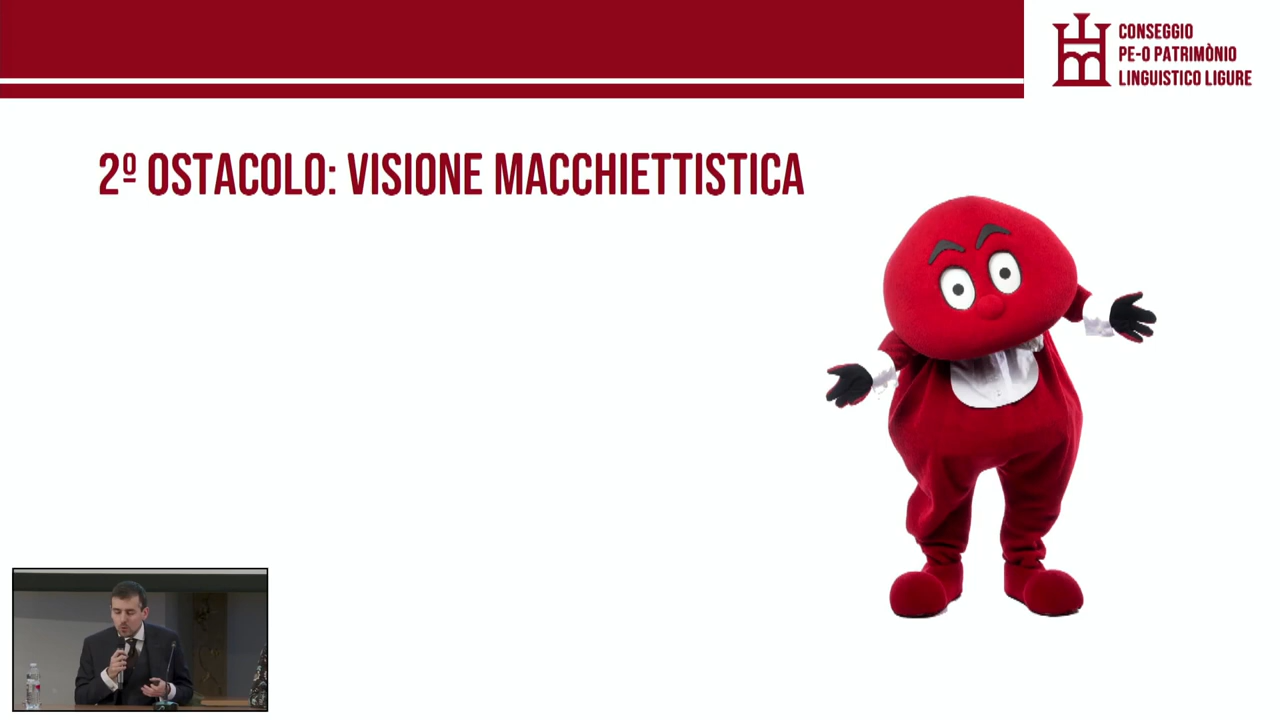 CONSEGGIO
PE-O PATRIMÒNIO
LINGUISTICO LIGURE
2º OSTACOLO: VISIONE MACCHIETTISTICA